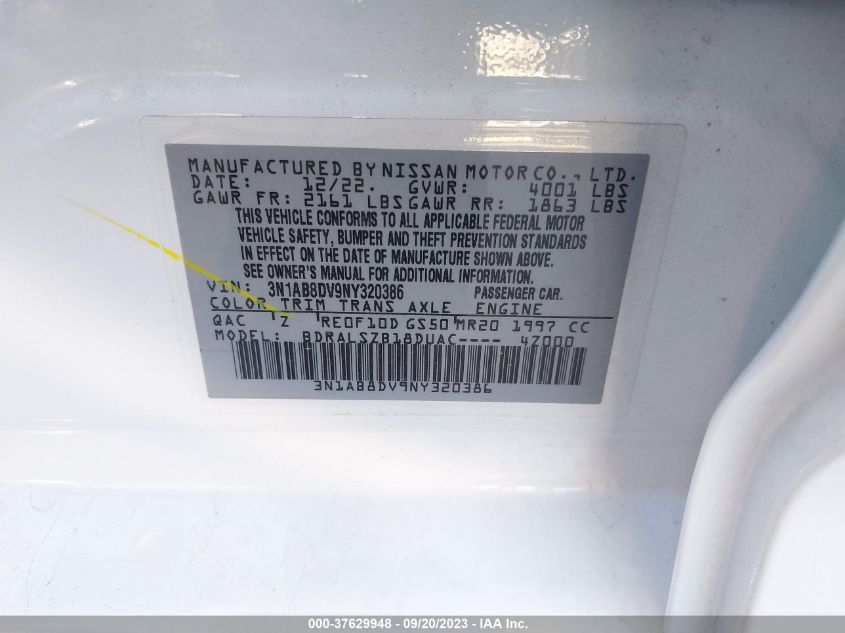 MANUFACTURED BY NISSAN MOTOR CO., LTD.
DATE: 12/22. GVWR: 4001 LBS
GAWR FR: 2161 LBS GAWR RR: 1863 LBS
THIS VEHICLE CONFORMS TO ALL APPLICABLE FEDERAL MOTOR
VEHICLE SAFETY, BUMPER AND THEFT PREVENTION STANDARDS
IN EFFECT ON THE DATE OF MANUFACTURE SHOWN ABOVE.
SEE OWNER'S MANUAL FOR ADDITIONAL INFORMATION.
VIN: 3N1AB8DV9NY320386 PASSENGER CAR.
COLOR TRIM TRANS AXLE ENGINE
QAC Z RE0F10D GS50 MR20 1997 CC
MODEL: BDRALSZB18DUAC---- 4Z000
3N1AB8DV9NY320386
000-37629948 - 09/20/2023 - IAA Inc.